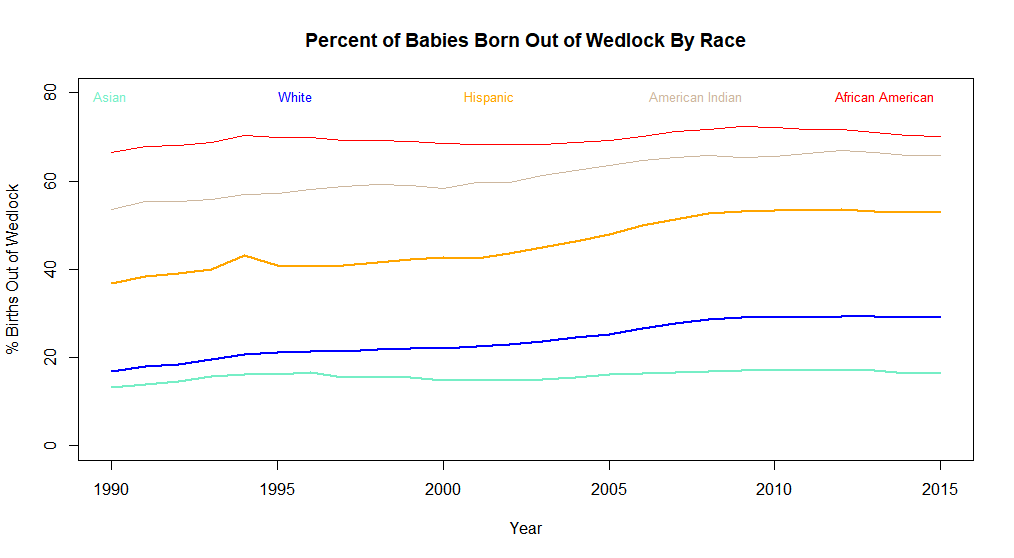 Percent of Babies Born Out of Wedlock By Race
Asian White Hispanic American Indian African American
% Births Out of Wedlock
80
60
40
20
0
1990 1995 2000 2005 2010 2015
Year